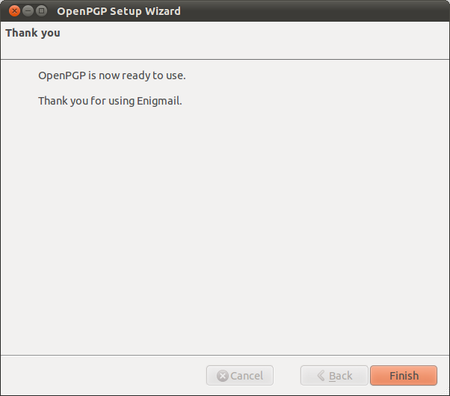 OpenPGP Setup Wizard
Thank you
OpenPGP is now ready to use.
Thank you for using Enigmail.
Cancel
Back
Finish